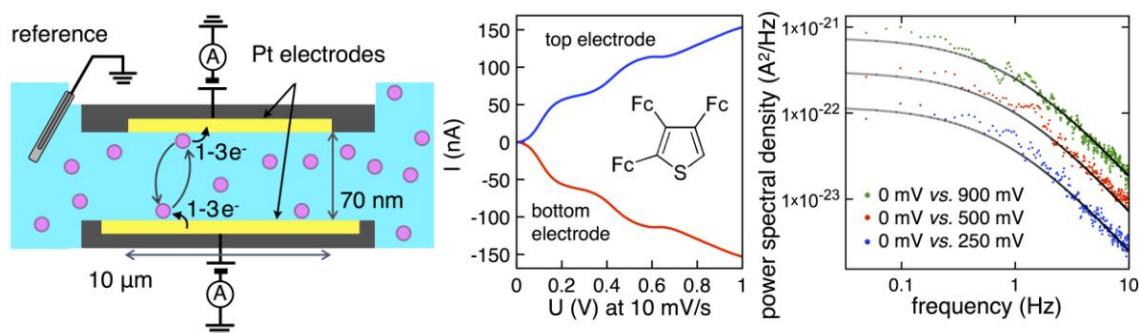 reference
A
Pt electrodes
1-3e-
1-3e-
70 nm
10 μm
A
I (nA)
150
100
50
0
-50
-100
-150
top electrode
Fc
Fc
Fc
S
bottom
electrode
0 0.2 0.4 0.6 0.8 1
U (V) at 10 mV/s
power spectral density (A²/Hz)
1x10⁻²¹
1x10⁻²²
1x10⁻²³
0 mV vs. 900 mV
0 mV vs. 500 mV
0 mV vs. 250 mV
0.1 1 10
frequency (Hz)